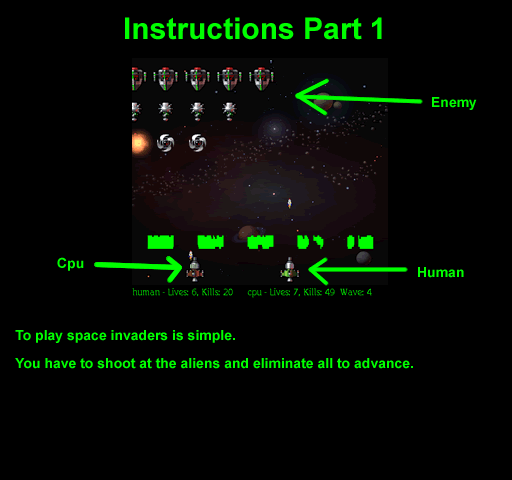 Instructions Part 1
Enemy
Cpu
Human
human - Lives: 6, Kills: 20 cpu - Lives: 7, Kills: 49 Wave: 4
To play space invaders is simple.
You have to shoot at the aliens and eliminate all to advance.